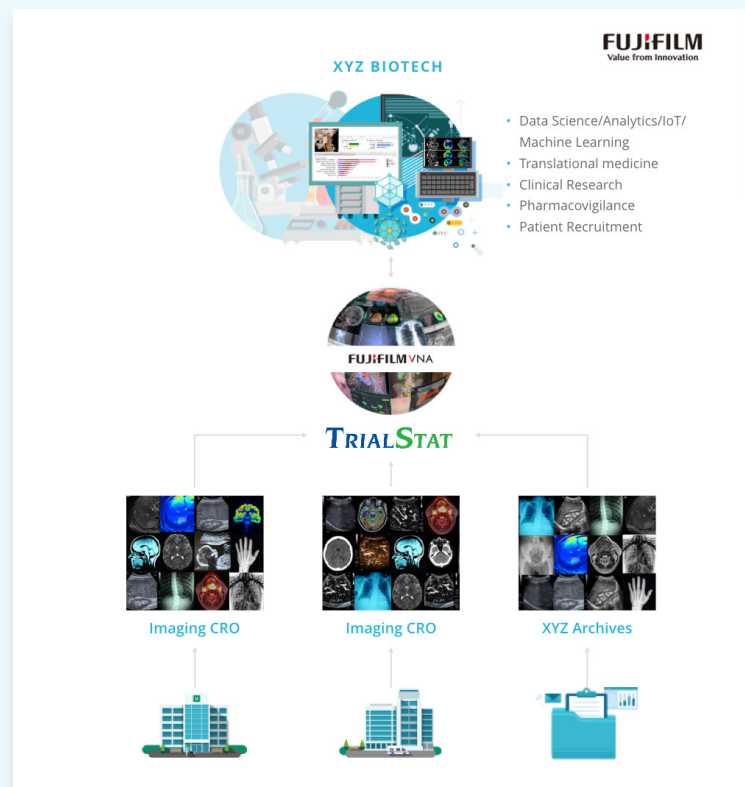 FUJIFILM
Value from Innovation
XYZ BIOTECH
• Data Science/Analytics/IoT/
Machine Learning
• Translational medicine
• Clinical Research
• Pharmacovigilance
• Patient Recruitment
FUJIFILM VNA
TRIALSTAT
Imaging CRO
Imaging CRO
XYZ Archives